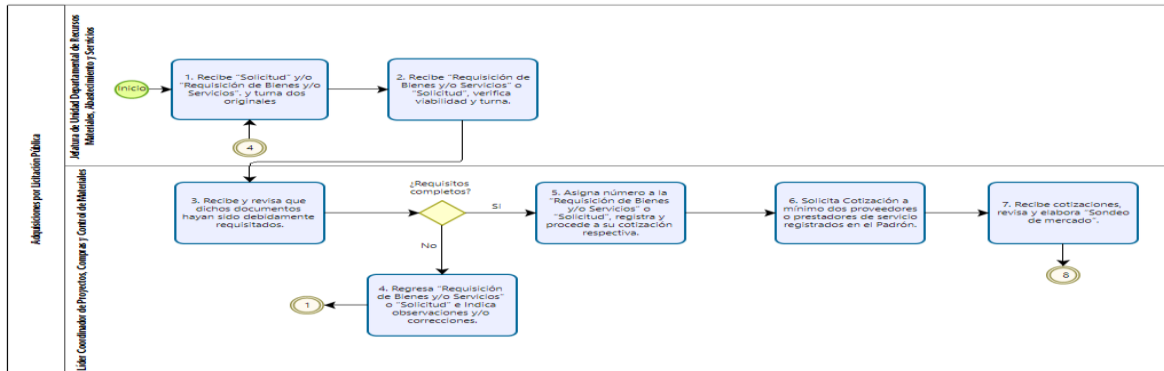 Adquisiciones por Licitación Pública
Jefatura de Unidad Departamental de Recursos
Materiales, Abastecimiento y Servicios
Inicio
1. Recibe "Solicitud" y/o
"Requisición de Bienes y/o
Servicios". y turna dos
originales
2. Recibe "Requisición de
Bienes y/o Servicios" o
"Solicitud", verifica
viabilidad y turna.
4
Líder Coordinador de Proyectos, Compras y Control de Materiales
3. Recibe y revisa que
dichos documentos
hayan sido debidamente
requisitados.
¿Requisitos
completos?
Si
No
5. Asigna número a la
"Requisición de Bienes
y/o Servicios" o
"Solicitud", registra y
procede a su cotización
respectiva.
6. Solicita Cotización a
mínimo dos proveedores
o prestadores de servicio
registrados en el Padrón.
7. Recibe cotizaciones,
revisa y elabora "Sondeo
de mercado".
4. Regresa "Requisición
de Bienes y/o Servicios"
o "Solicitud" e Indica
observaciones y/o
correcciones.
1
8